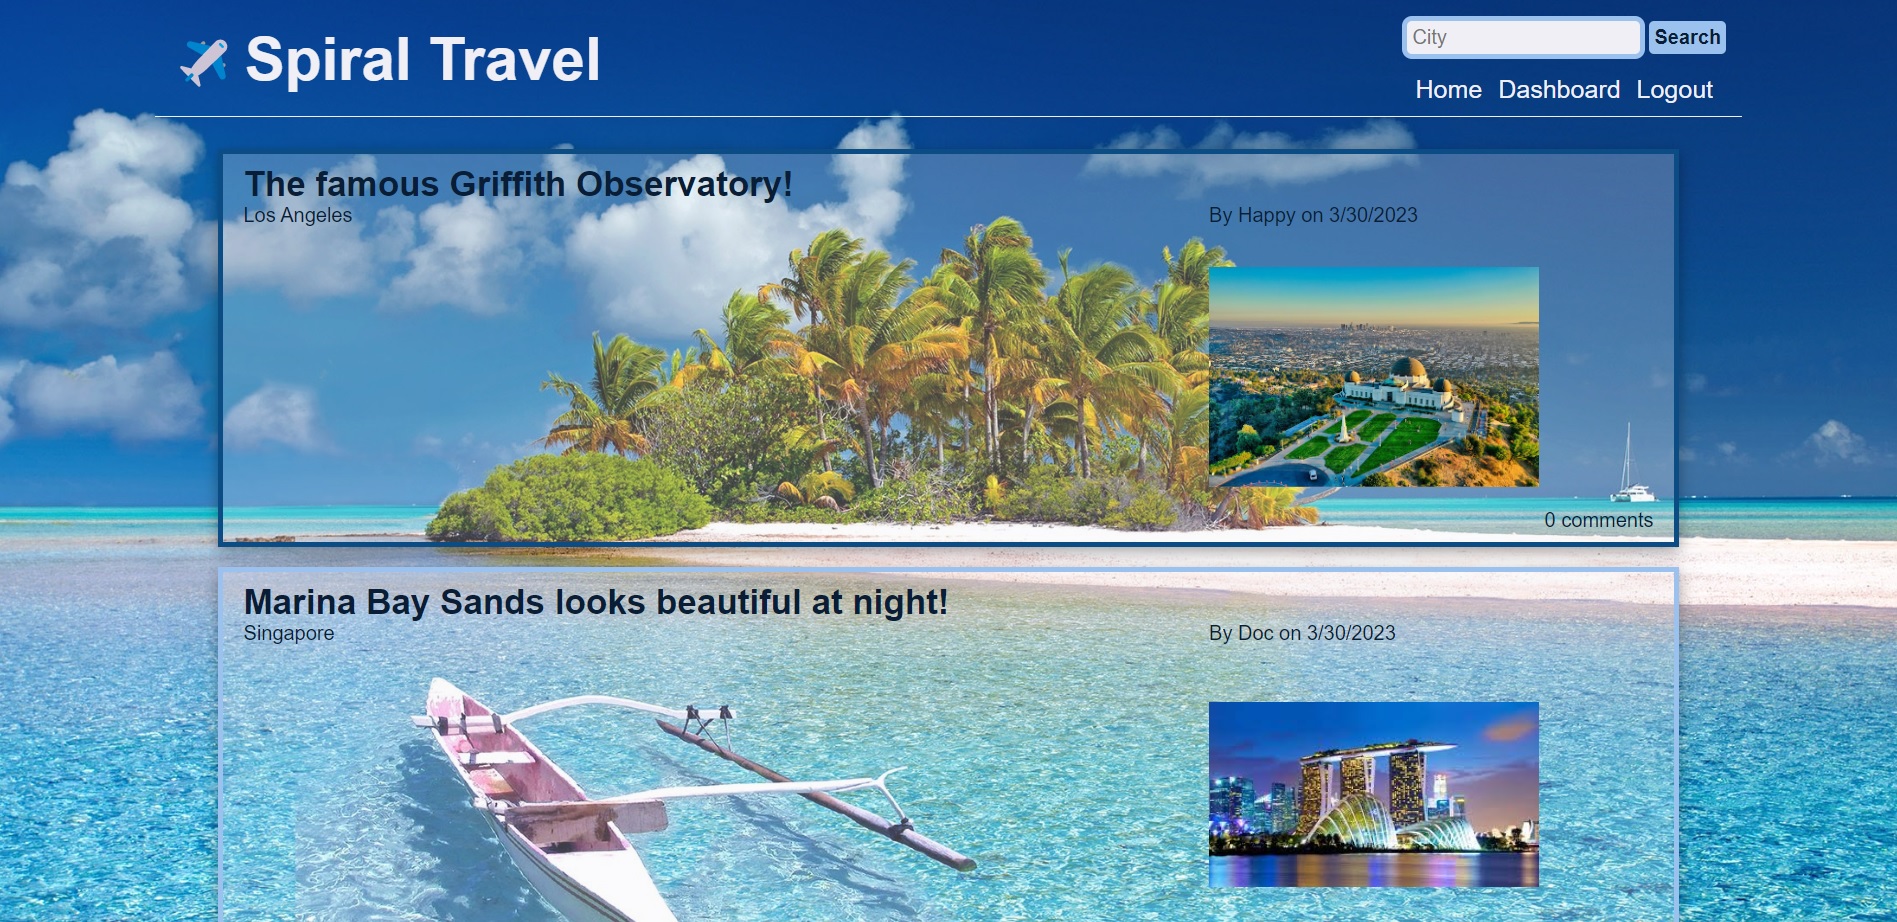 Spiral Travel
City
Search
Home Dashboard Logout
The famous Griffith Observatory!
Los Angeles
By Happy on 3/30/2023
0 comments
Marina Bay Sands looks beautiful at night!
Singapore
By Doc on 3/30/2023